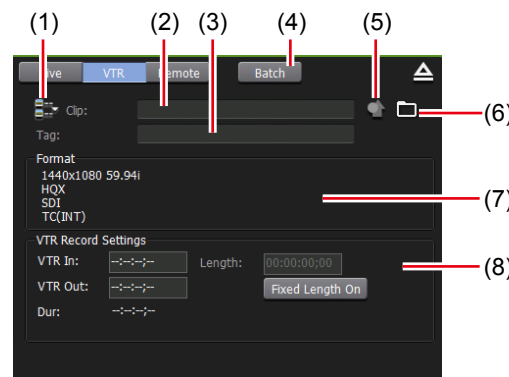 (1) (2) (3) (4) (5)
Live VTR Remote Batch
Clip: (6)
Tag:
Format
1440x1080 59.94i
HQX
SDI (7)
TC(INT)
VTR Record Settings
VTR In: --:--:--;-- Length: 00:00:00;00 (8)
VTR Out: --:--:--;-- Fixed Length On
Dur: --:--:--;--